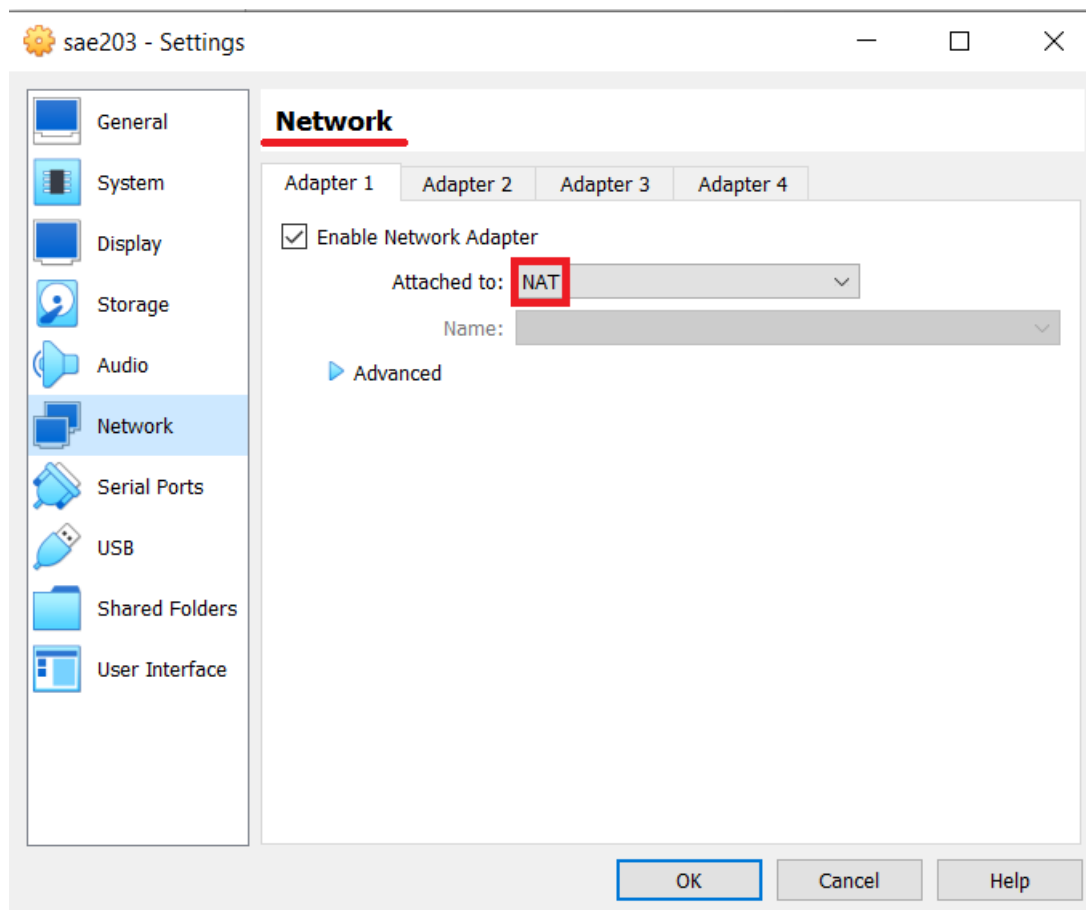 sae203 - Settings
General
System
Display
Storage
Audio
Network
Serial Ports
USB
Shared Folders
User Interface
Network
Adapter 1 Adapter 2 Adapter 3 Adapter 4
Enable Network Adapter
Attached to: NAT
Name:
Advanced
OK Cancel Help